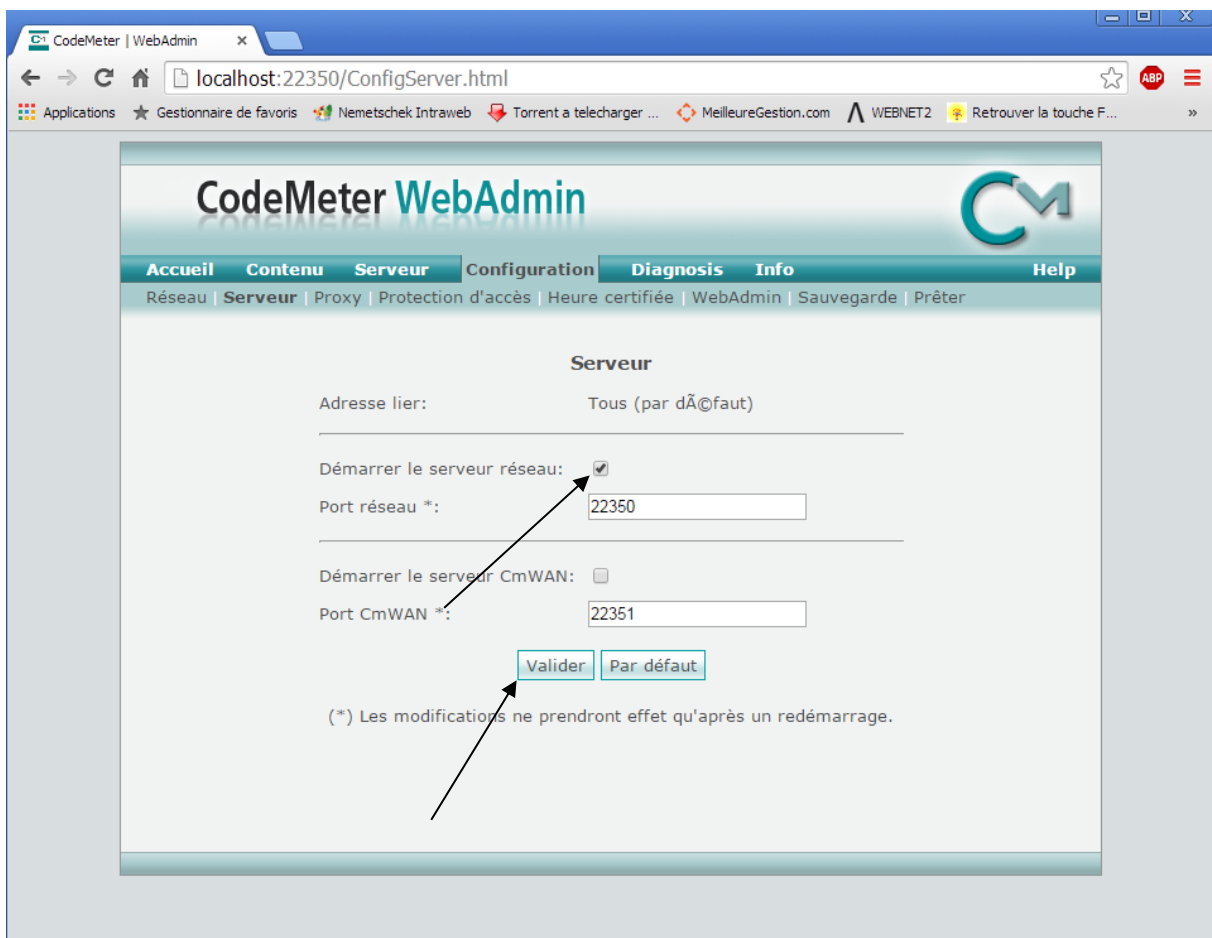 CodeMeter | WebAdmin
localhost:22350/ConfigServer.html
ABP
Applications Gestionnaire de favoris Nemetschek Intraweb Torrent a telecharger ... MeilleureGestion.com WEBNET2 Retrouver la touche F... »
CodeMeter WebAdmin
CM
Accueil Contenu Serveur Configuration Diagnosis Info Help
Réseau | Serveur | Proxy | Protection d'accès | Heure certifiée | WebAdmin | Sauvegarde | Prêter
Serveur
Adresse lier: Tous (par dÃ©faut)
Démarrer le serveur réseau:
Port réseau *: 22350
Démarrer le serveur CmWAN:
Port CmWAN *: 22351
Valider Par défaut
(*) Les modifications ne prendront effet qu'après un redémarrage.